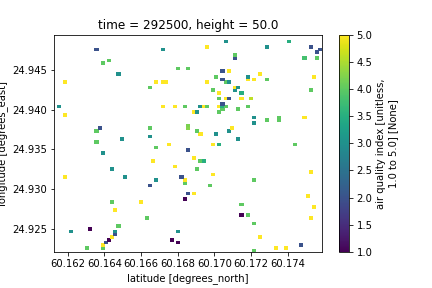 time = 292500, height = 50.0
24.945
24.940
24.935
24.930
24.925
longitude [degrees_east]
60.162 60.164 60.166 60.168 60.170 60.172 60.174
latitude [degrees_north]
5.0
4.5
4.0
3.5
3.0
2.5
2.0
1.5
1.0
air quality index [unitless,
1.0 to 5.0] [None]